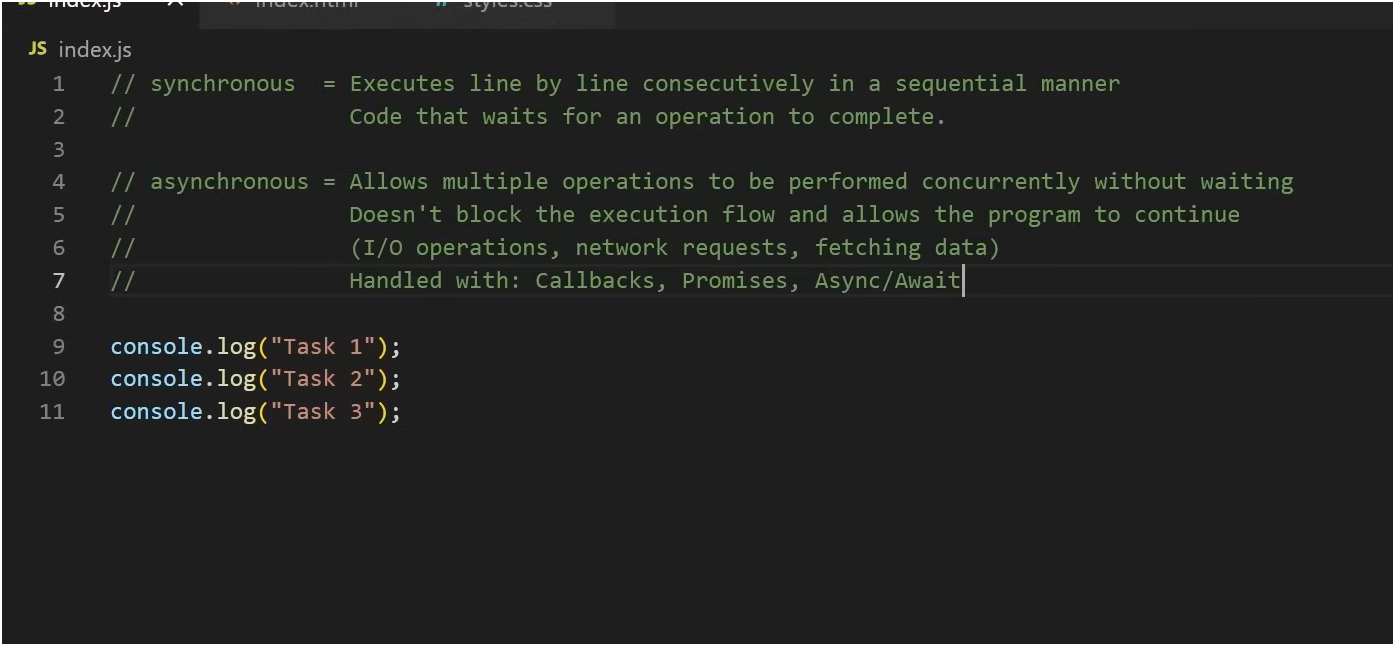 JS index.js index.html styles.css
JS index.js
1 // synchronous  = Executes line by line consecutively in a sequential manner
2 //                Code that waits for an operation to complete.
3
4 // asynchronous = Allows multiple operations to be performed concurrently without waiting
5 //                Doesn't block the execution flow and allows the program to continue
6 //                (I/O operations, network requests, fetching data)
7 //                Handled with: Callbacks, Promises, Async/Await
8
9 console.log("Task 1");
10 console.log("Task 2");
11 console.log("Task 3");